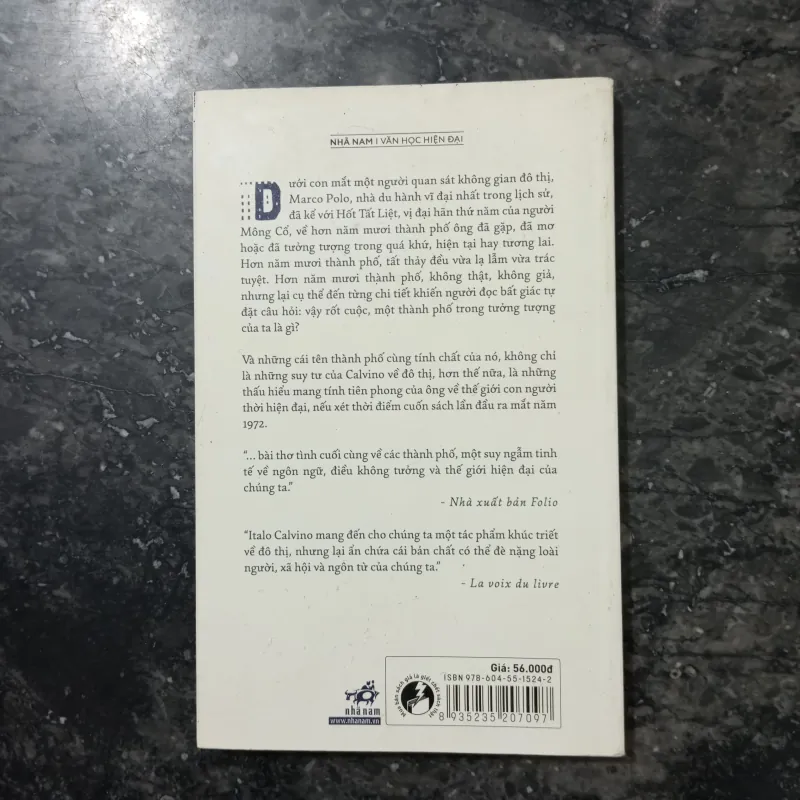 NHÃ NAM | VĂN HỌC HIỆN ĐẠI
Dưới con mắt một người quan sát không gian đô thị,
Marco Polo, nhà du hành vĩ đại nhất trong lịch sử,
đã kể với Hốt Tất Liệt, vị đại hãn thứ năm của người
Mông Cổ, về hơn năm mươi thành phố ông đã gặp, đã mơ
hoặc đã tưởng tượng trong quá khứ, hiện tại hay tương lai.
Hơn năm mươi thành phố, tất thảy đều vừa lạ lẫm vừa trác
tuyệt. Hơn năm mươi thành phố, không thật, không giả,
nhưng lại cụ thể đến từng chi tiết khiến người đọc bất giác tự
đặt câu hỏi: vậy rốt cuộc, một thành phố trong tưởng tượng
của ta là gì?
Và những cái tên thành phố cùng tính chất của nó, không chỉ
là những suy tư của Calvino về đô thị, hơn thế nữa, là những
thấu hiểu mang tính tiên phong của ông về thế giới con người
thời hiện đại, nếu xét thời điểm cuốn sách lần đầu ra mắt năm
1972.
“... bài thơ tình cuối cùng về các thành phố, một suy ngẫm tinh
tế về ngôn ngữ, điều không tưởng và thế giới hiện đại của
chúng ta.”
- Nhà xuất bản Folio
“Italo Calvino mang đến cho chúng ta một tác phẩm khúc triết
về đô thị, nhưng lại ẩn chứa cái bản chất có thể đè nặng loài
người, xã hội và ngôn từ của chúng ta.”
- La voix du livre
Giá: 56.000đ
ISBN 978-604-55-1524-2
8 935235 207097
nhã nam
www.nhanam.vn
Mua bán sách giả là giết chết sách thật